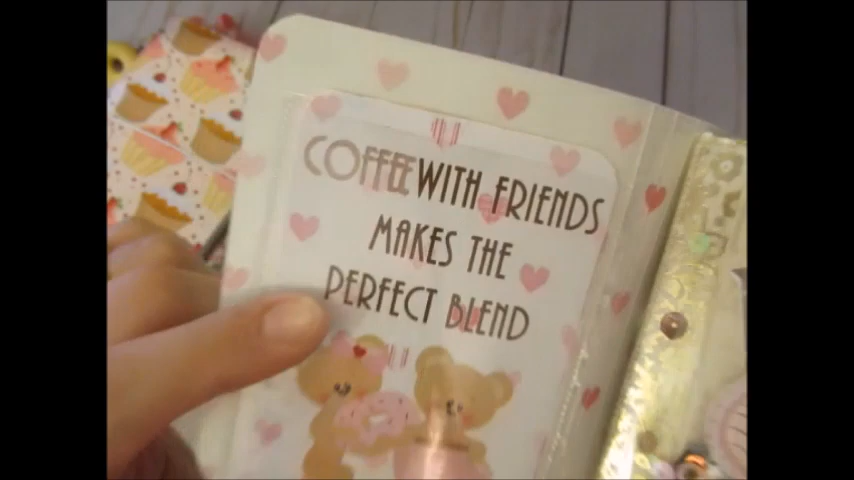 COFFEE WITH FRIENDS
MAKES THE
PERFECT BLEND